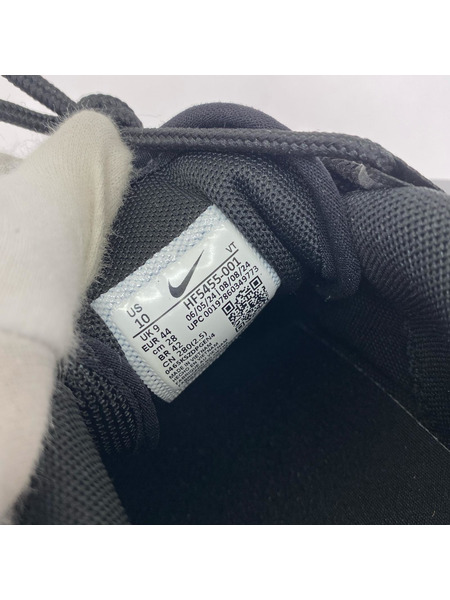 US
10
UK 9
EUR 44
cm 28
BR 42
CN 280(2.5)
HF5455-001
VT
06/05/24|08/08/24
UPC 00197860349773